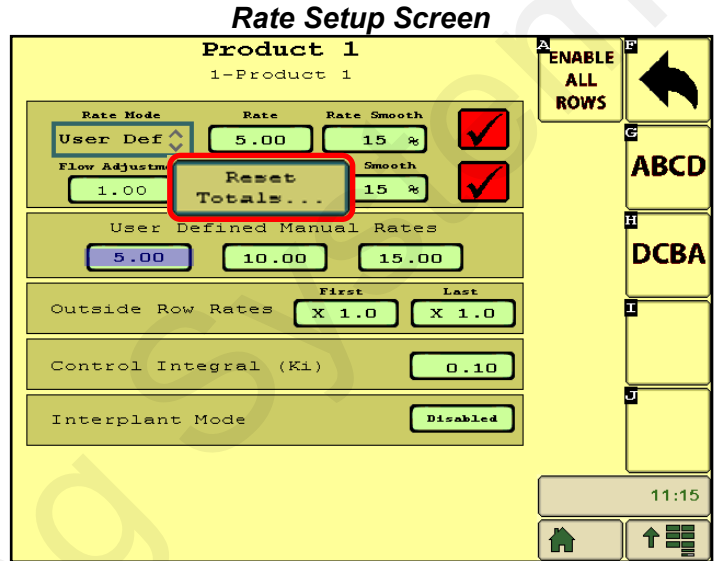 Rate Setup Screen
Product 1
1-Product 1
Rate Mode Rate Rate Smooth
User Def 5.00 15 %
Flow Adjustme Smooth
1.00 15 %
Reset
Totals...
User Defined Manual Rates
5.00 10.00 15.00
First Last
Outside Row Rates X 1.0 X 1.0
Control Integral (Ki) 0.10
Interplant Mode Disabled
A
ENABLE
ALL
ROWS
F
G
ABCD
H
DCBA
I
J
11:15